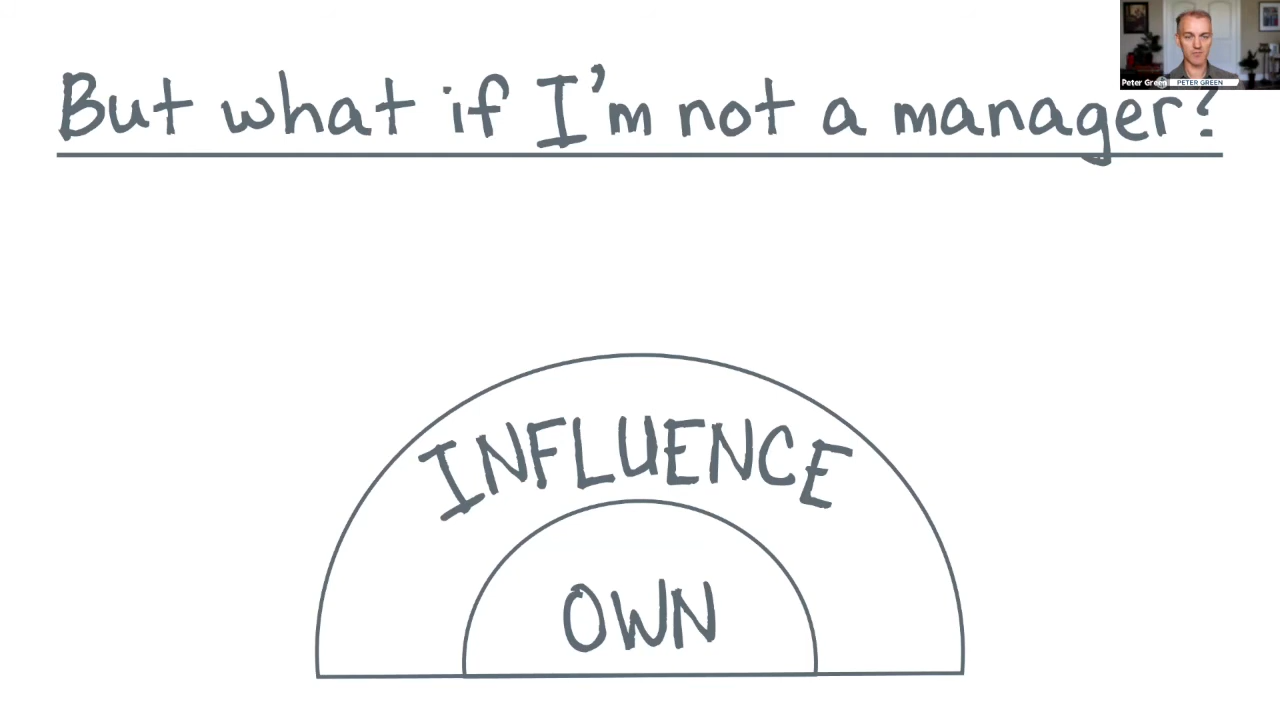 But what if I'm not a manager?
Peter Green
PETER GREEN
INFLUENCE
OWN